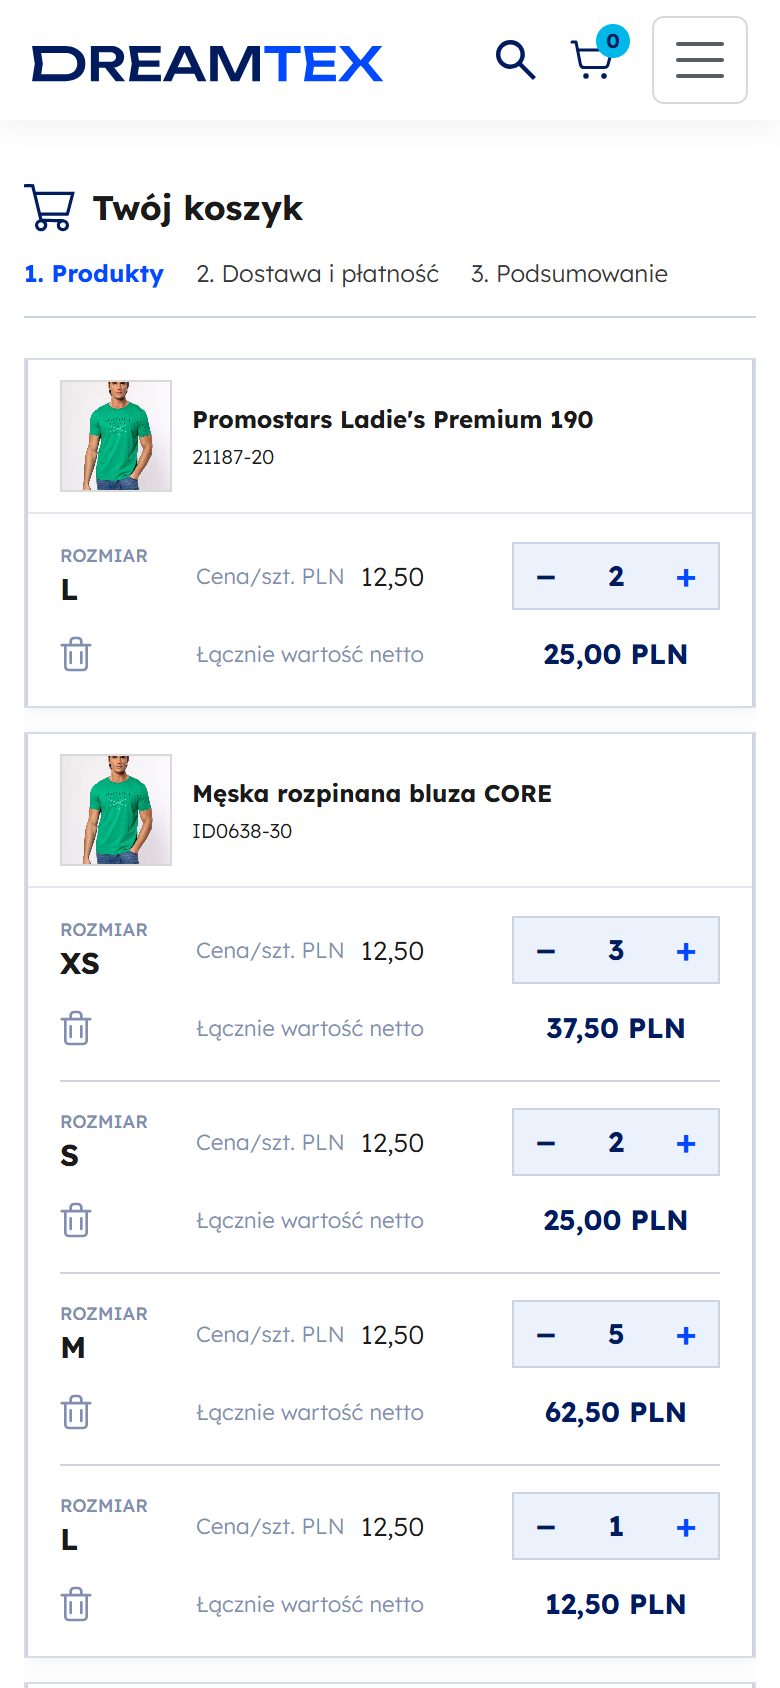 DREAMTEX
0
Twój koszyk
1. Produkty 2. Dostawa i płatność 3. Podsumowanie
Promostars Ladie's Premium 190
21187-20
ROZMIAR
L
Cena/szt. PLN 12,50
− 2 +
Łącznie wartość netto
25,00 PLN
Męska rozpinana bluza CORE
ID0638-30
ROZMIAR
XS
Cena/szt. PLN 12,50
− 3 +
Łącznie wartość netto
37,50 PLN
ROZMIAR
S
Cena/szt. PLN 12,50
− 2 +
Łącznie wartość netto
25,00 PLN
ROZMIAR
M
Cena/szt. PLN 12,50
− 5 +
Łącznie wartość netto
62,50 PLN
ROZMIAR
L
Cena/szt. PLN 12,50
− 1 +
Łącznie wartość netto
12,50 PLN